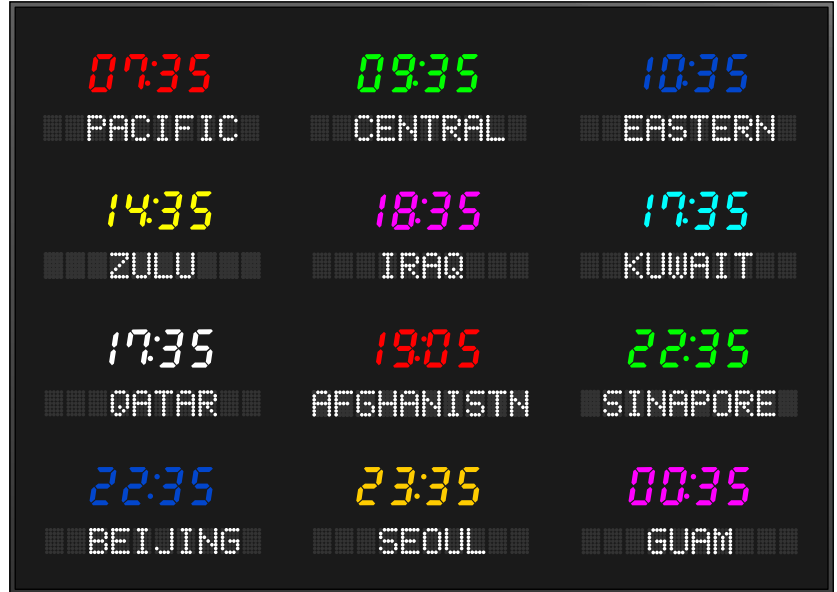 07:35 09:35 10:35
PACIFIC CENTRAL EASTERN
14:35 18:35 17:35
ZULU IRAQ KUWAIT
17:35 19:05 22:35
QATAR AFGHANISTN SINAPORE
22:35 23:35 00:35
BEIJING SEOUL GUAM